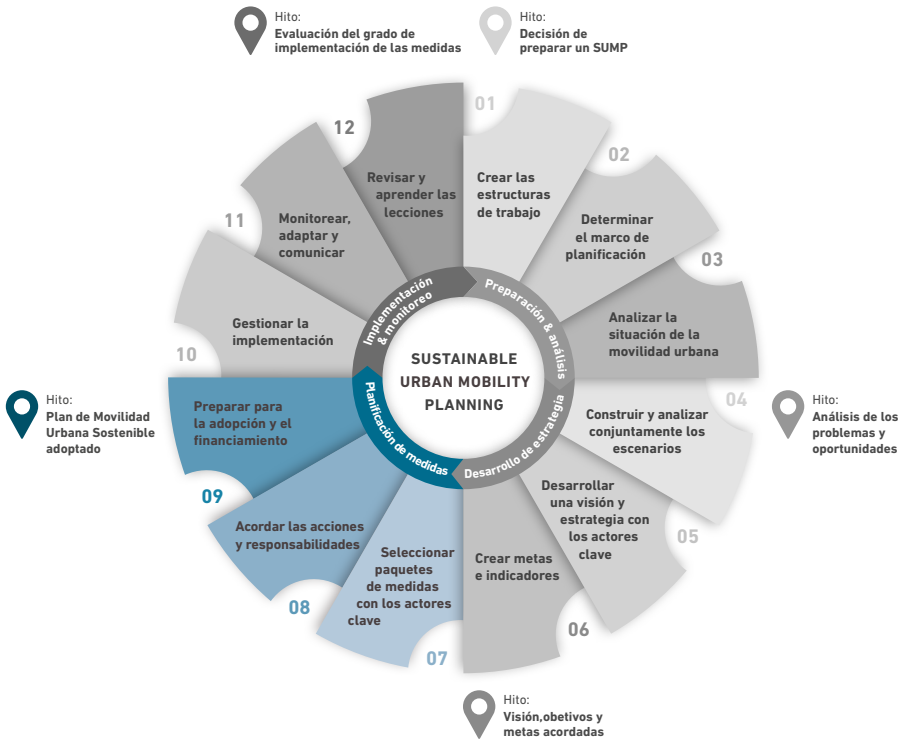 Hito:
Evaluación del grado de
implementación de las medidas
Hito:
Decisión de
preparar un SUMP
01
Crear las
estructuras
de trabajo
02
Determinar
el marco de
planificación
03
Analizar la
situación de la
movilidad urbana
04
Construir y analizar
conjuntamente los
escenarios
Hito:
Análisis de los
problemas y
oportunidades
05
Desarrollar
una visión y
estrategia con
los actores
clave
06
Crear metas
e indicadores
Hito:
Visión,obetivos y
metas acordadas
07
Seleccionar
paquetes
de medidas
con los actores
clave
08
Acordar las acciones
y responsabilidades
09
Preparar para
la adopción y el
financiamiento
Hito:
Plan de Movilidad
Urbana Sostenible
adoptado
10
Gestionar la
implementación
11
Monitorear,
adaptar y
comunicar
12
Revisar y
aprender las
lecciones
Preparación & análisis
Desarrollo de estrategia
Planificación de medidas
Implementación
& monitoreo
SUSTAINABLE
URBAN MOBILITY
PLANNING